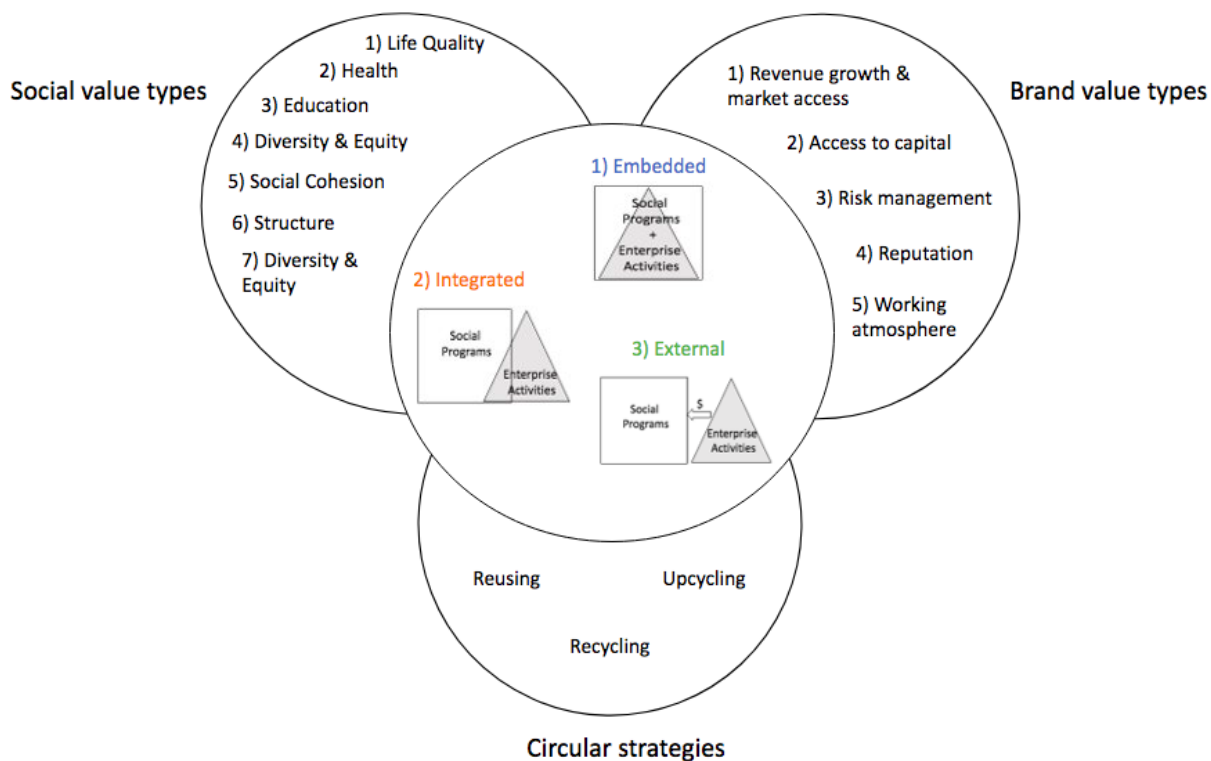 Social value types
1) Life Quality
2) Health
3) Education
4) Diversity & Equity
5) Social Cohesion
6) Structure
7) Diversity &
Equity
Brand value types
1) Revenue growth &
market access
2) Access to capital
3) Risk management
4) Reputation
5) Working
atmosphere
1) Embedded
Social
Programs
+
Enterprise
Activities
2) Integrated
Social
Programs
Enterprise
Activities
3) External
Social
Programs
$
Enterprise
Activities
Reusing
Upcycling
Recycling
Circular strategies